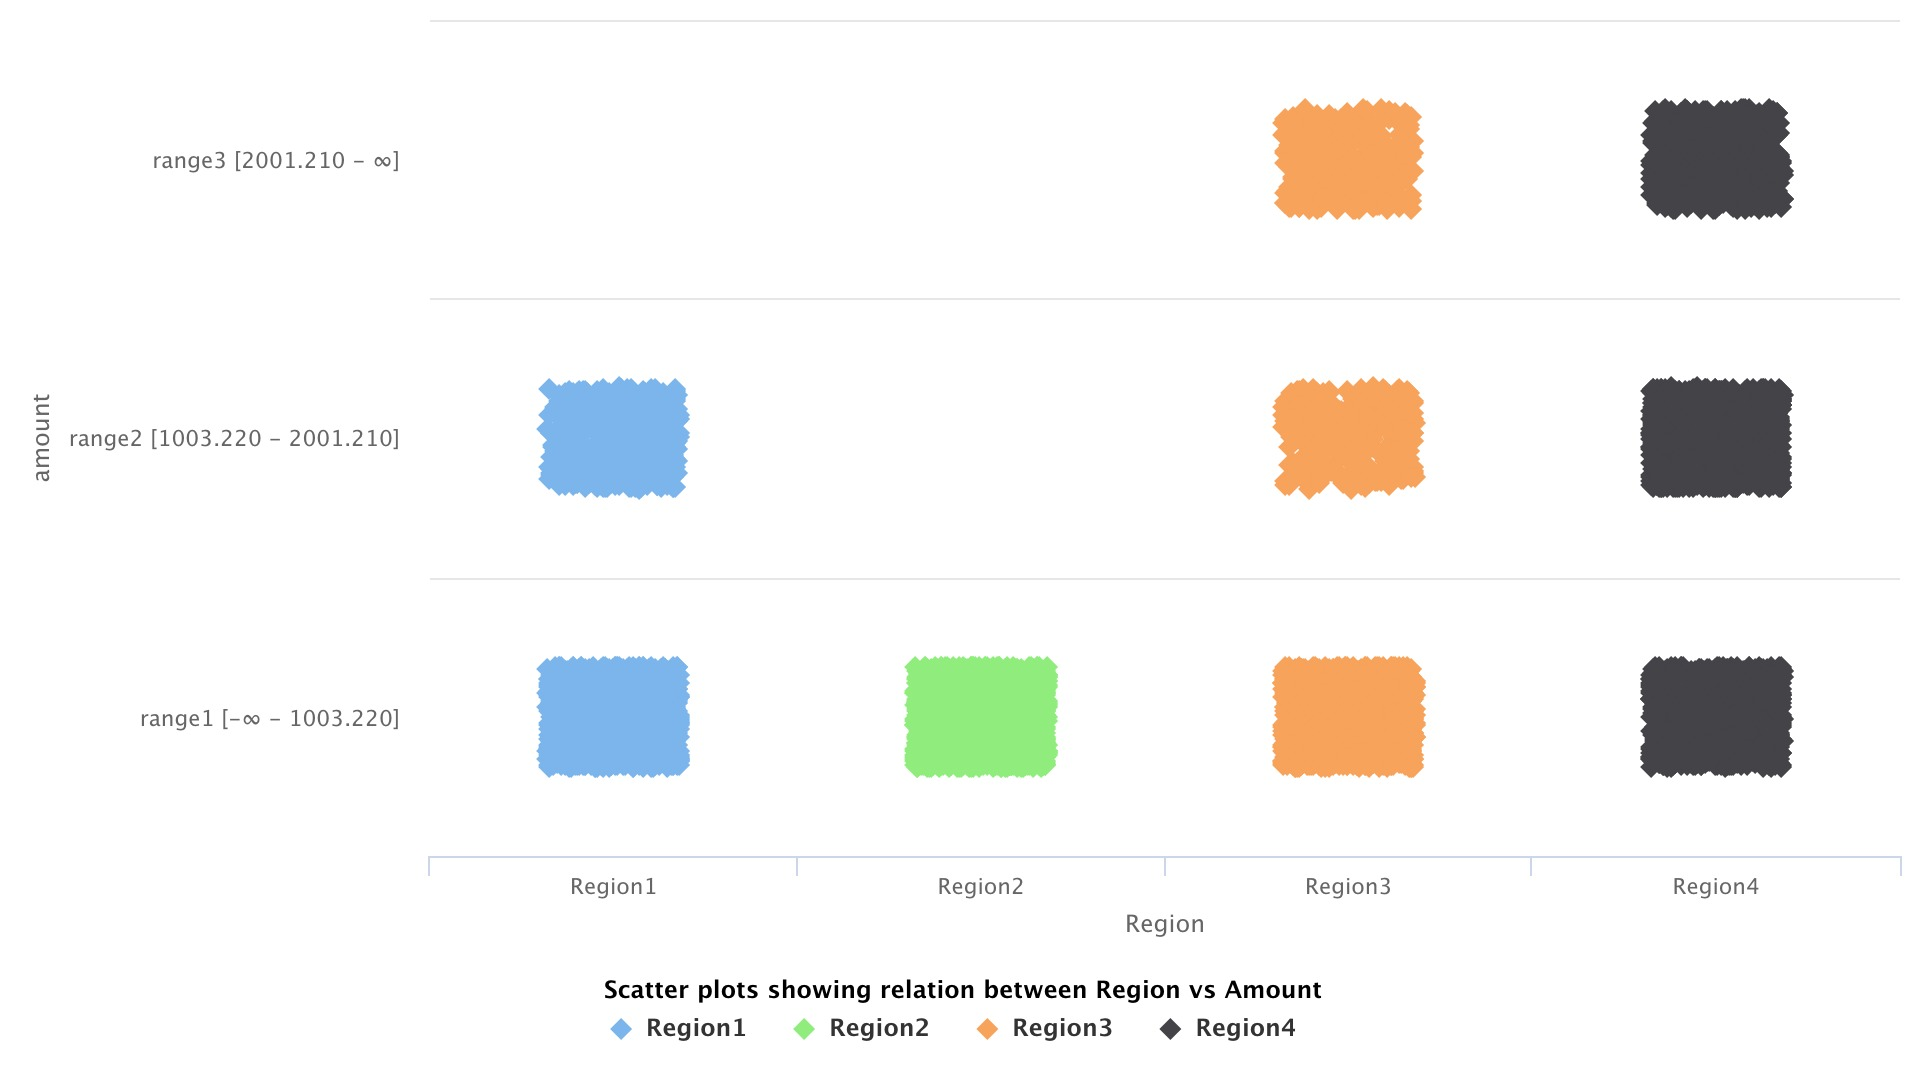 range3 [2001.210 – ∞]
amount
range2 [1003.220 – 2001.210]
range1 [-∞ – 1003.220]
Region1 Region2 Region3 Region4
Region
Scatter plots showing relation between Region vs Amount
Region1 Region2 Region3 Region4